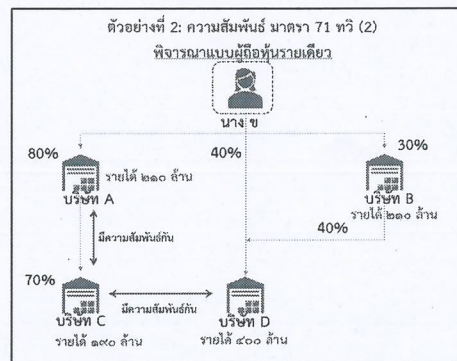 ตัวอย่างที่ 2: ความสัมพันธ์ มาตรา 71 ทวิ (2)
พิจารณาแบบผู้ถือหุ้นรายเดียว
นาง ข
80%
40%
30%
รายได้ ๒๑๐ ล้าน
บริษัท A
บริษัท B
รายได้ ๒๑๐ ล้าน
มีความสัมพันธ์กัน
40%
70%
มีความสัมพันธ์กัน
บริษัท C
บริษัท D
รายได้ ๑๙๐ ล้าน
รายได้ ๔๐๐ ล้าน